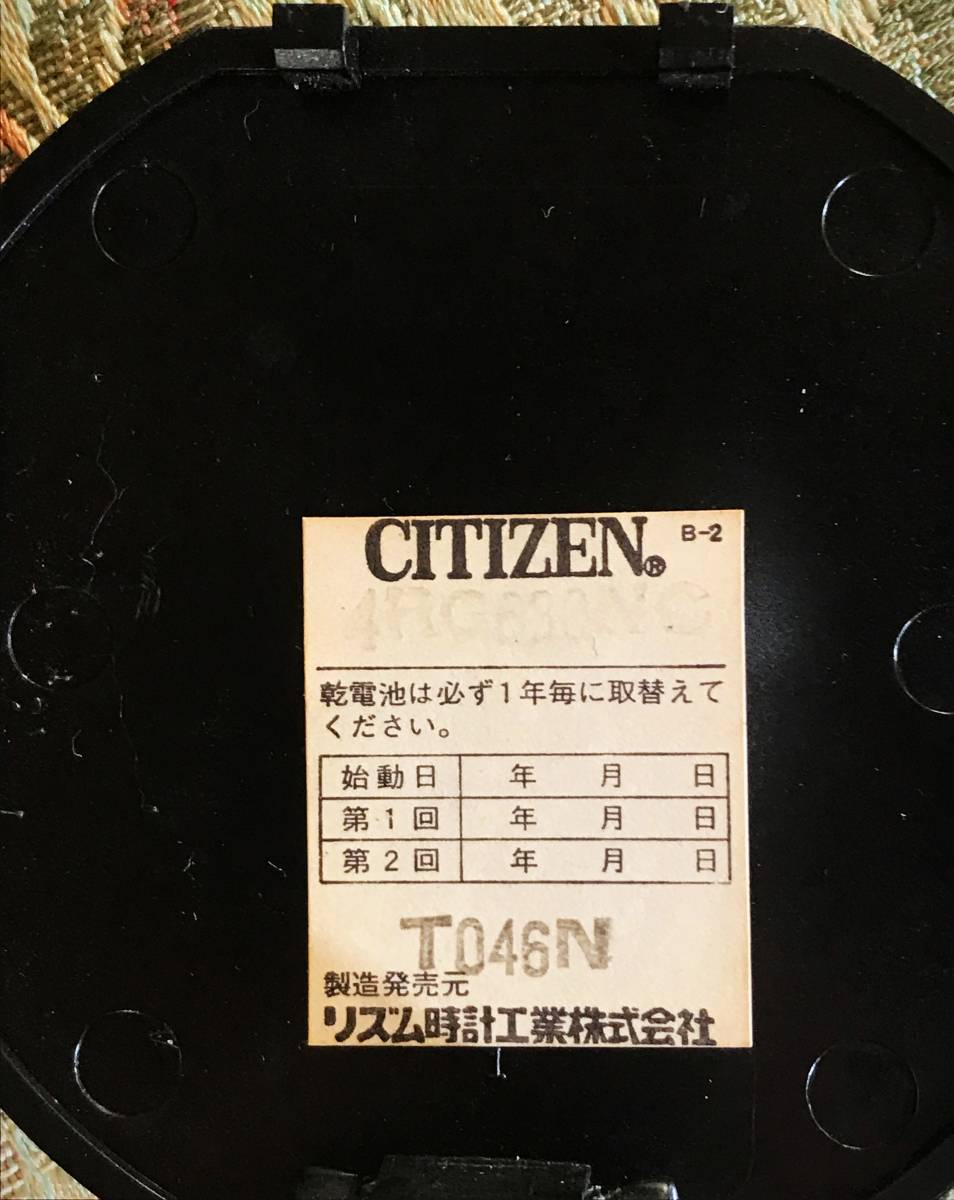 CITIZEN® B-2
乾電池は必ず1年毎に取替えて
ください。
始動日 年 月 日
第1回 年 月 日
第2回 年 月 日
T046N
製造発売元
リズム時計工業株式会社